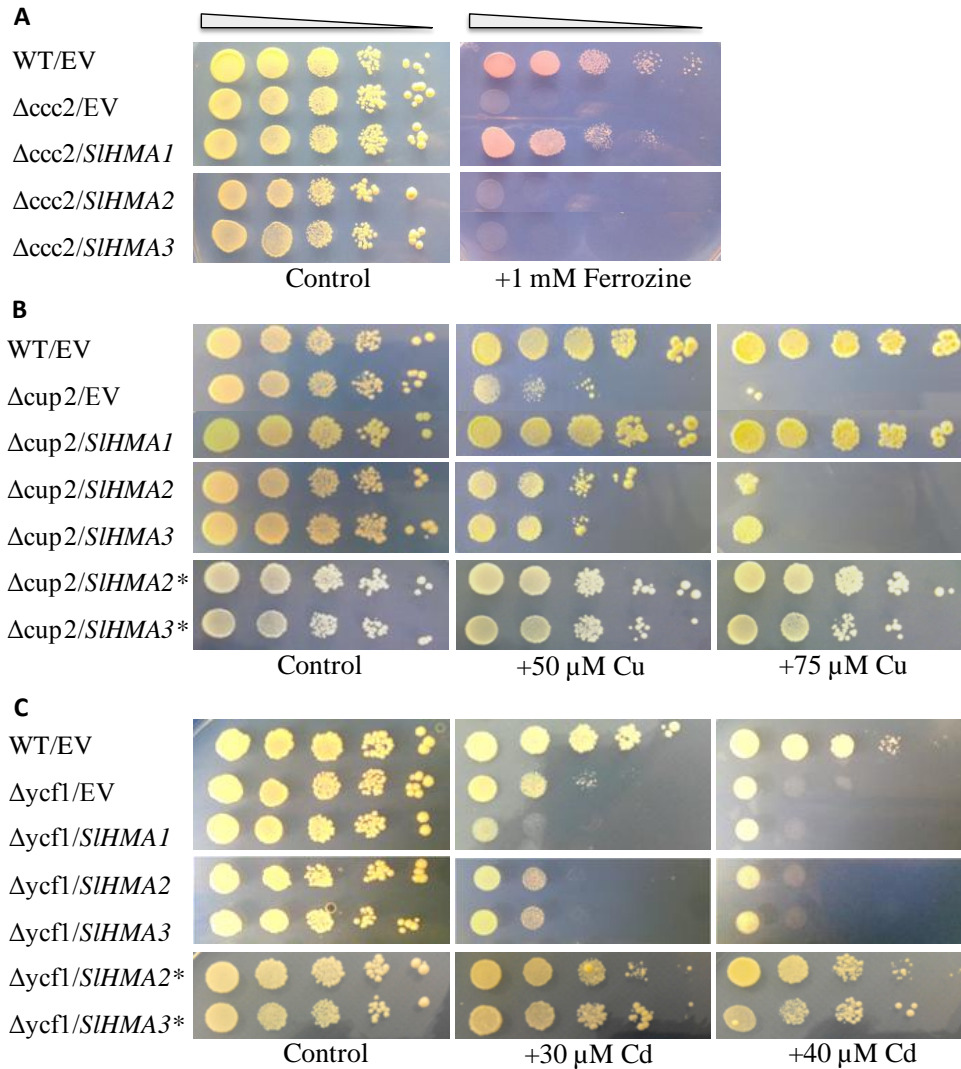 A
WT/EV
Δccc2/EV
Δccc2/SlHMA1
Δccc2/SlHMA2
Δccc2/SlHMA3
Control
+1 mM Ferrozine
B
WT/EV
Δcup2/EV
Δcup2/SlHMA1
Δcup2/SlHMA2
Δcup2/SlHMA3
Δcup2/SlHMA2*
Δcup2/SlHMA3*
Control
+50 µM Cu
+75 µM Cu
C
WT/EV
Δycf1/EV
Δycf1/SlHMA1
Δycf1/SlHMA2
Δycf1/SlHMA3
Δycf1/SlHMA2*
Δycf1/SlHMA3*
Control
+30 µM Cd
+40 µM Cd